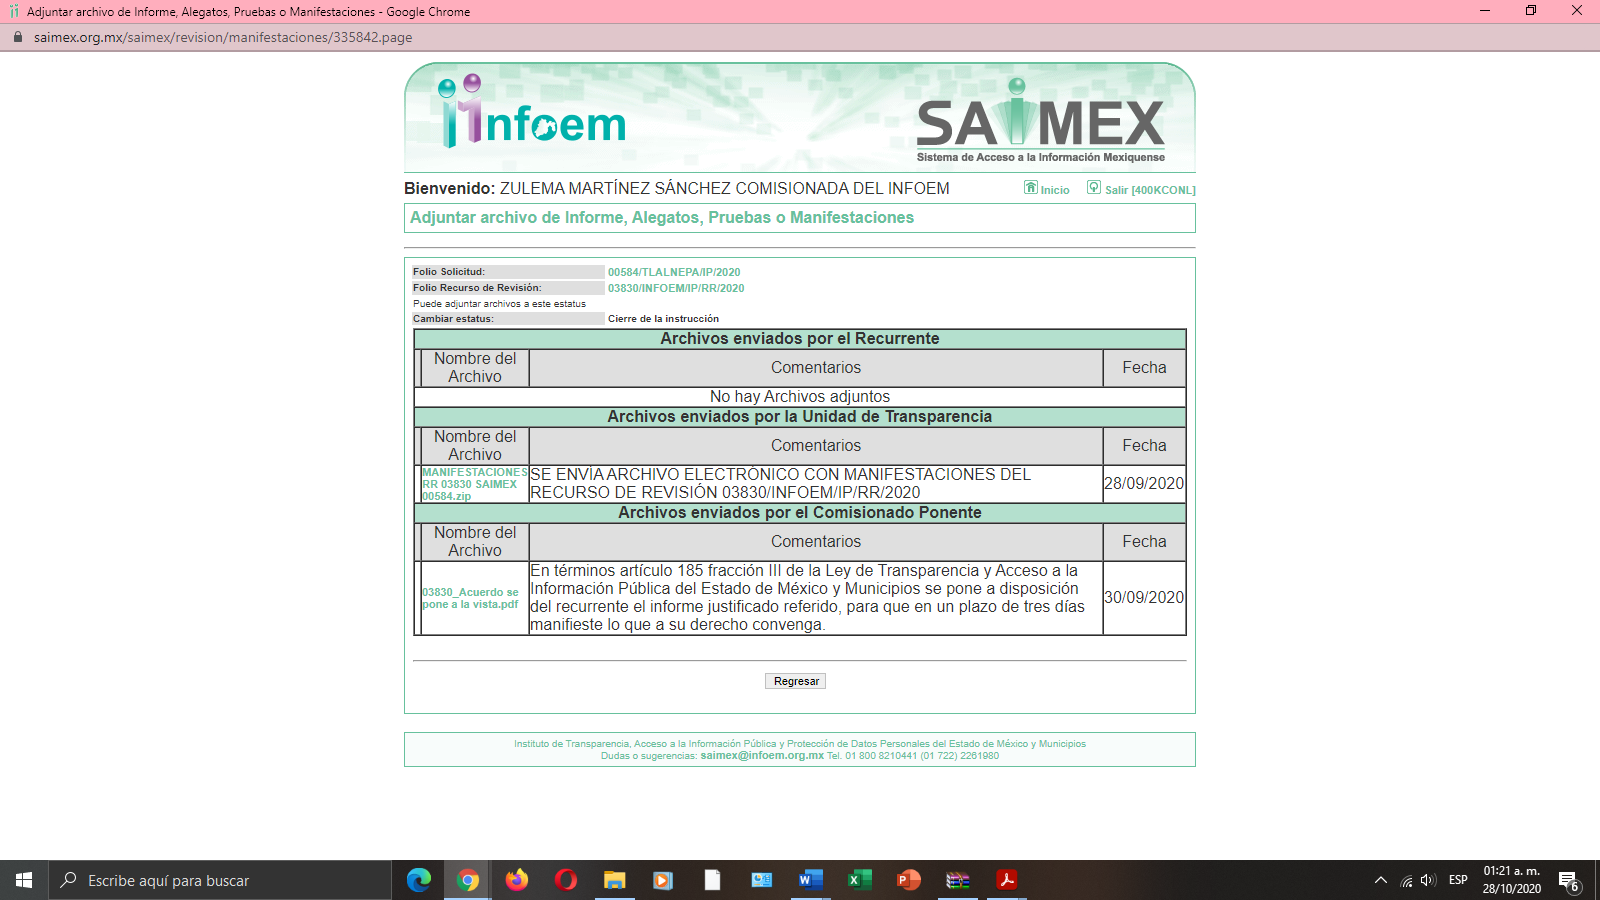 Adjuntar archivo de Informe, Alegatos, Pruebas o Manifestaciones - Google Chrome
saimex.org.mx/saimex/revision/manifestaciones/335842.page
infoem
SAIMEX
Sistema de Acceso a la Información Mexiquense
Bienvenido: ZULEMA MARTÍNEZ SÁNCHEZ COMISIONADA DEL INFOEM
Inicio
Salir [400KCONL]
Adjuntar archivo de Informe, Alegatos, Pruebas o Manifestaciones
Folio Solicitud: 00584/TLALNEPA/IP/2020
Folio Recurso de Revisión: 03830/INFOEM/IP/RR/2020
Puede adjuntar archivos a este estatus
Cambiar estatus: Cierre de la instrucción
Archivos enviados por el Recurrente
Nombre del
Archivo
Comentarios
Fecha
No hay Archivos adjuntos
Archivos enviados por la Unidad de Transparencia
Nombre del
Archivo
Comentarios
Fecha
MANIFESTACIONES
RR 03830 SAIMEX
00584.zip
SE ENVÍA ARCHIVO ELECTRÓNICO CON MANIFESTACIONES DEL
RECURSO DE REVISIÓN 03830/INFOEM/IP/RR/2020
28/09/2020
Archivos enviados por el Comisionado Ponente
Nombre del
Archivo
Comentarios
Fecha
03830_Acuerdo se
pone a la vista.pdf
En términos artículo 185 fracción III de la Ley de Transparencia y Acceso a la
Información Pública del Estado de México y Municipios se pone a disposición
del recurrente el informe justificado referido, para que en un plazo de tres días
manifieste lo que a su derecho convenga.
30/09/2020
Regresar
Instituto de Transparencia, Acceso a la Información Pública y Protección de Datos Personales del Estado de México y Municipios
Dudas o sugerencias: saimex@infoem.org.mx Tel. 01 800 8210441 (01 722) 2261980
Escribe aquí para buscar
ESP
01:21 a. m.
28/10/2020
6